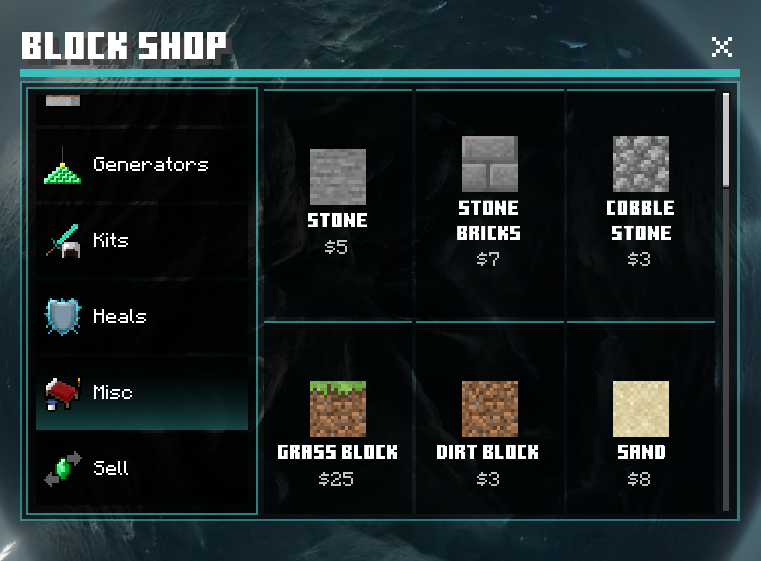 BLOCK SHOP
Generators
Kits
Heals
Misc
Sell
STONE
$5
STONE
BRICKS
$7
COBBLE
STONE
$3
GRASS BLOCK
$25
DIRT BLOCK
$3
SAND
$8